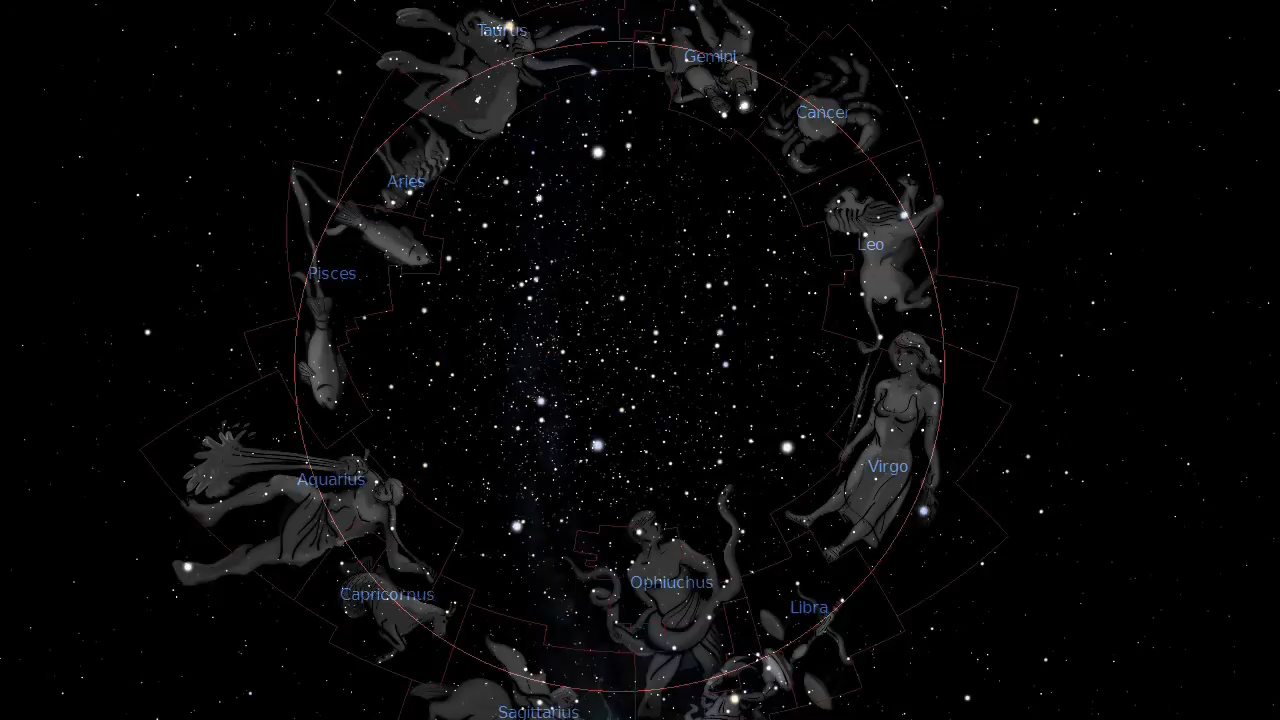 Taurus
Gemini
Cancer
Aries
Leo
Pisces
Virgo
Aquarius
Ophiuchus
Capricornus
Libra
Sagittarius